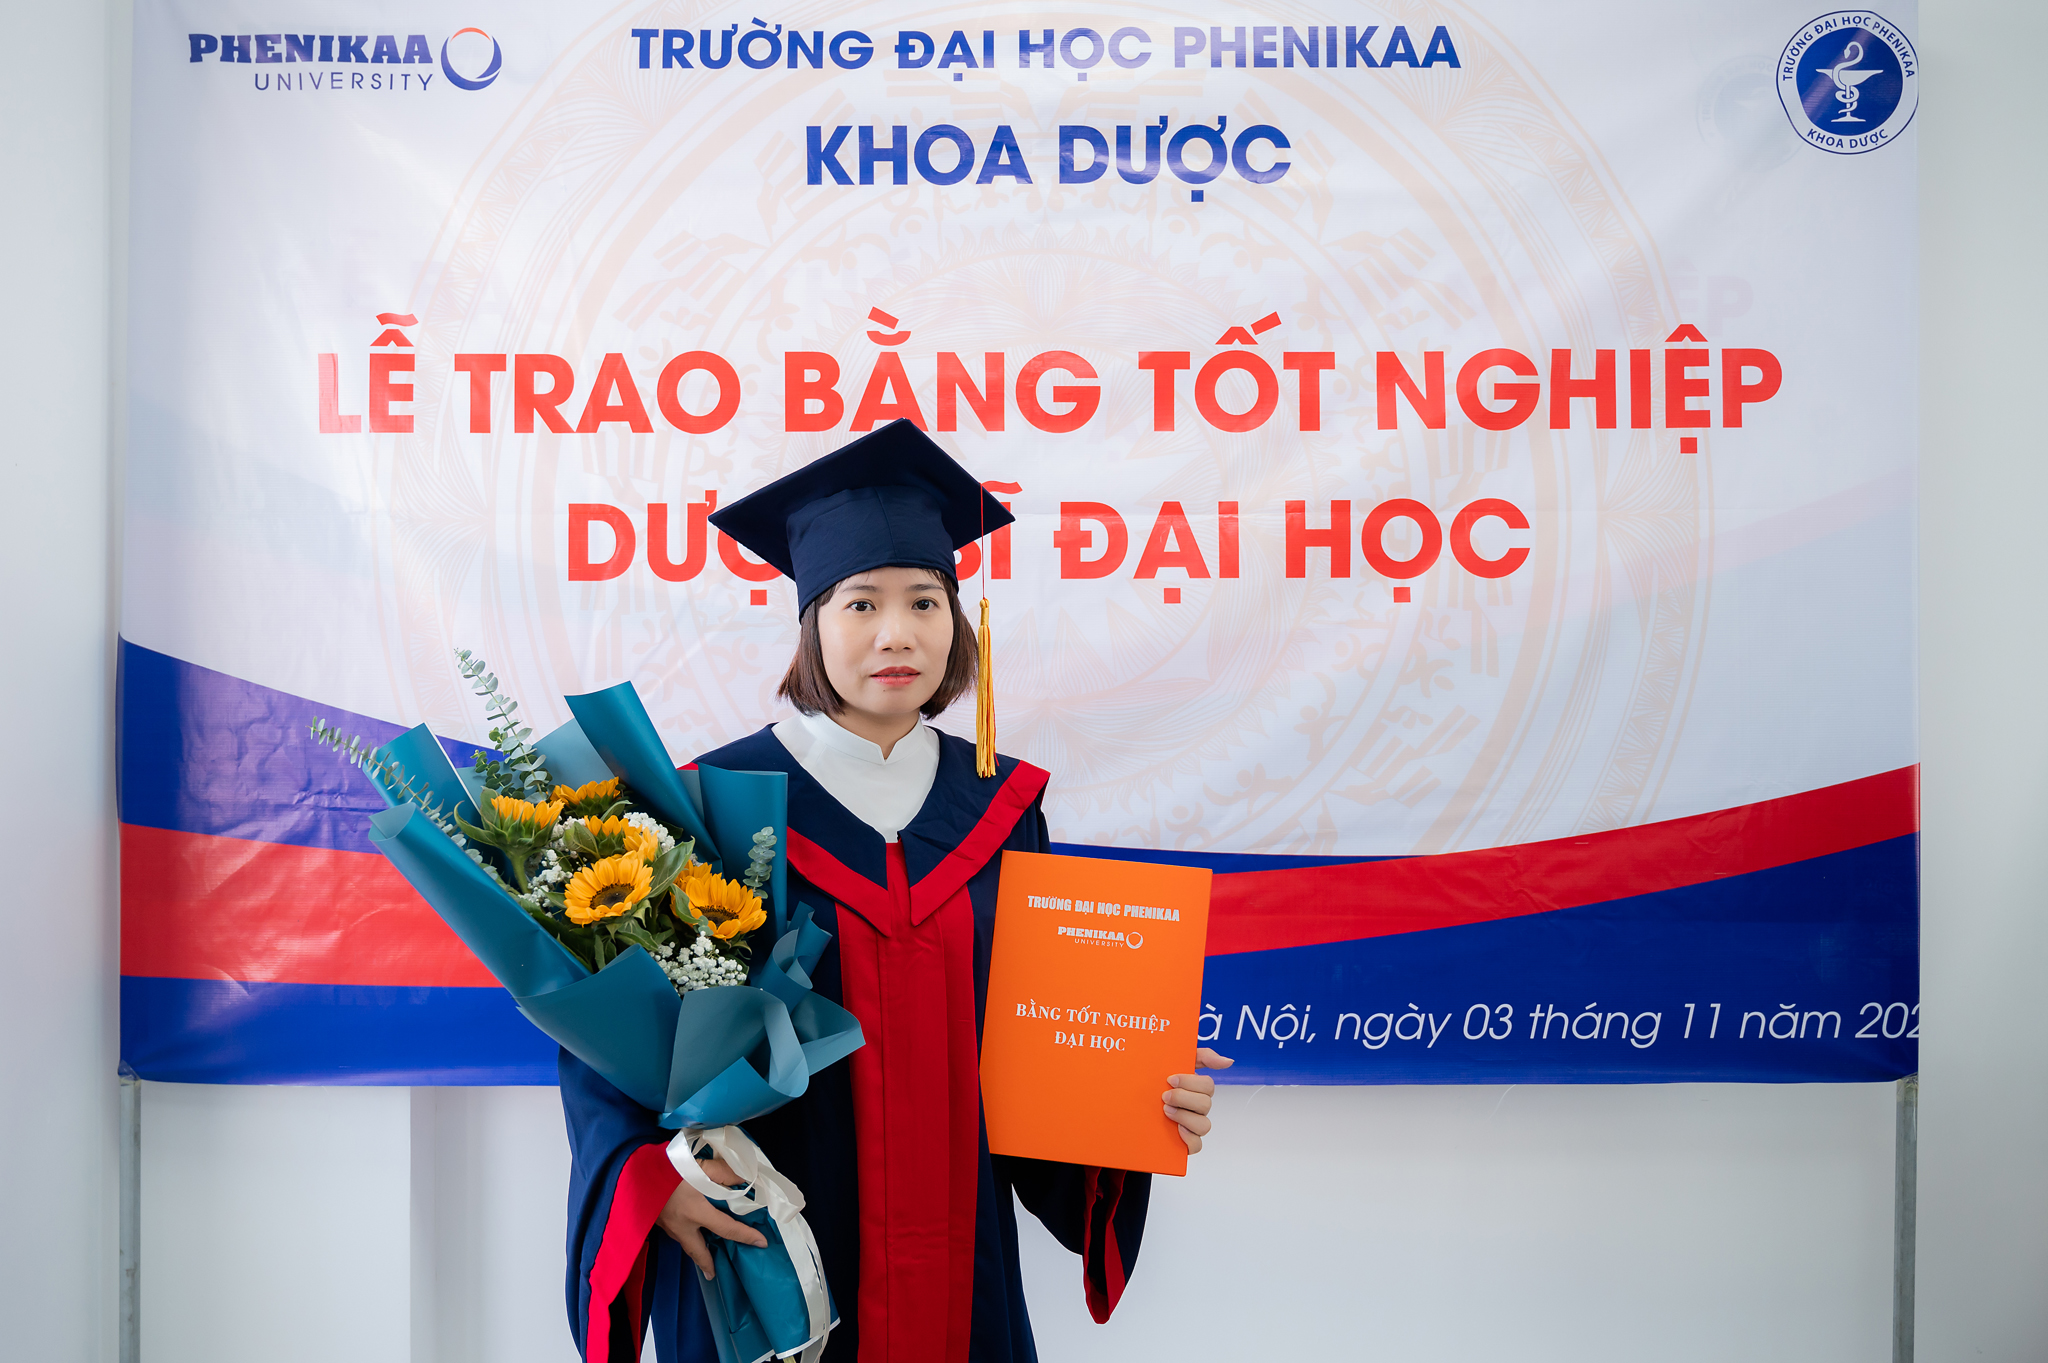 PHENIKAA
UNIVERSITY
TRƯỜNG ĐẠI HỌC PHENIKAA
KHOA DƯỢC
TRƯỜNG ĐẠI HỌC PHENIKAA
KHOA DƯỢC
LỄ TRAO BẰNG TỐT NGHIỆP
DƯỢ SĨ ĐẠI HỌC
TRƯỜNG ĐẠI HỌC PHENIKAA
PHENIKAA
UNIVERSITY
BẰNG TỐT NGHIỆP
ĐẠI HỌC
à Nội, ngày 03 tháng 11 năm 202